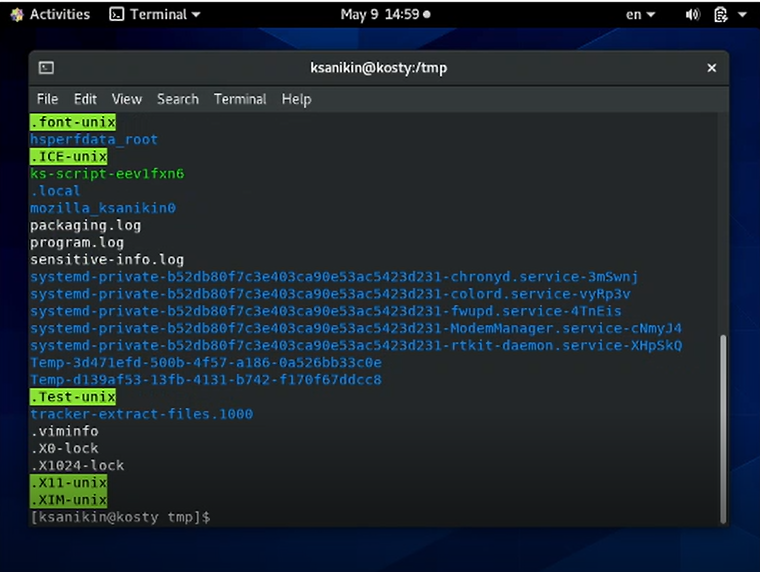 Activities Terminal May 9 14:59 en
ksanikin@kosty:/tmp
File Edit View Search Terminal Help
.font-unix
hsperfdata_root
.ICE-unix
ks-script-eev1fxn6
.local
mozilla_ksanikin0
packaging.log
program.log
sensitive-info.log
systemd-private-b52db80f7c3e403ca90e53ac5423d231-chronyd.service-3mSwnj
systemd-private-b52db80f7c3e403ca90e53ac5423d231-colord.service-vyRp3v
systemd-private-b52db80f7c3e403ca90e53ac5423d231-fwupd.service-4TnEis
systemd-private-b52db80f7c3e403ca90e53ac5423d231-ModemManager.service-cNmyJ4
systemd-private-b52db80f7c3e403ca90e53ac5423d231-rtkit-daemon.service-XHpSkQ
Temp-3d471efd-500b-4f57-a186-0a526bb33c0e
Temp-d139af53-13fb-4131-b742-f170f67ddcc8
.Test-unix
tracker-extract-files.1000
.viminfo
.X0-lock
.X1024-lock
.X11-unix
.XIM-unix
[ksanikin@kosty tmp]$